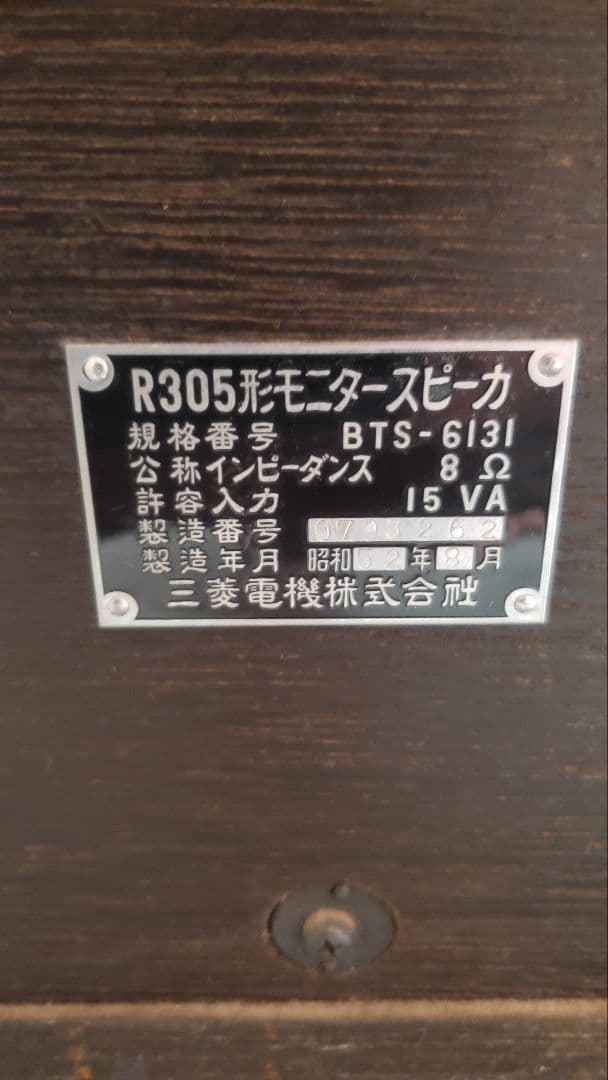 R305形モニタースピーカ
規格番号 BTS-6131
公称インピーダンス 8 Ω
許容入力 15 VA
製造番号
製造年月 昭和52年8月
三菱電機株式会社